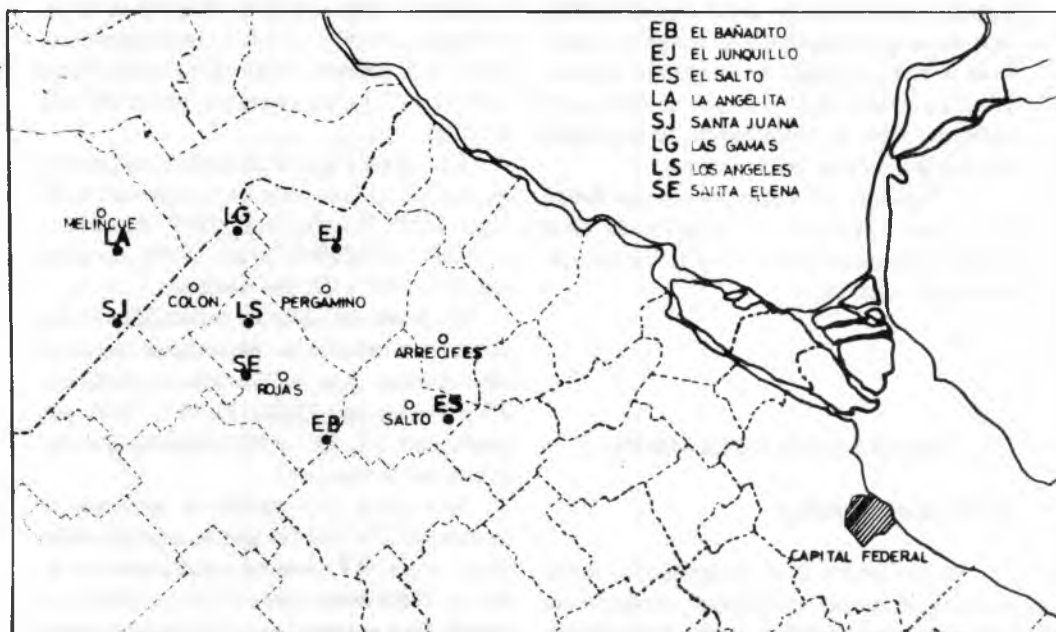 EB EL BAÑADITO
EJ EL JUNQUILLO
ES EL SALTO
LA LA ANGELITA
SJ SANTA JUANA
LG LAS GAMAS
LS LOS ANGELES
SE SANTA ELENA
MELINCUE
LA
LG
EJ
SJ
COLON
LS
PERGAMINO
ARRECIFES
SE
ROJAS
SALTO
ES
EB
CAPITAL FEDERAL